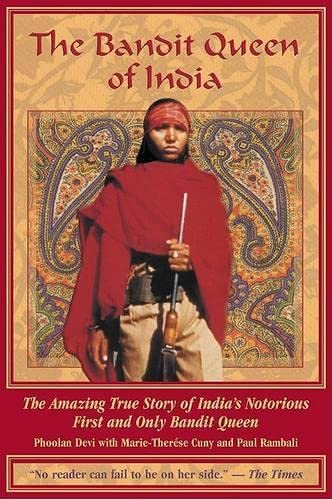 The Bandit Queen
of India
The Amazing True Story of India's Notorious
First and Only Bandit Queen
Phoolan Devi with Marie-Therése Cuny and Paul Rambali
"No reader can fail to be on her side." — The Times